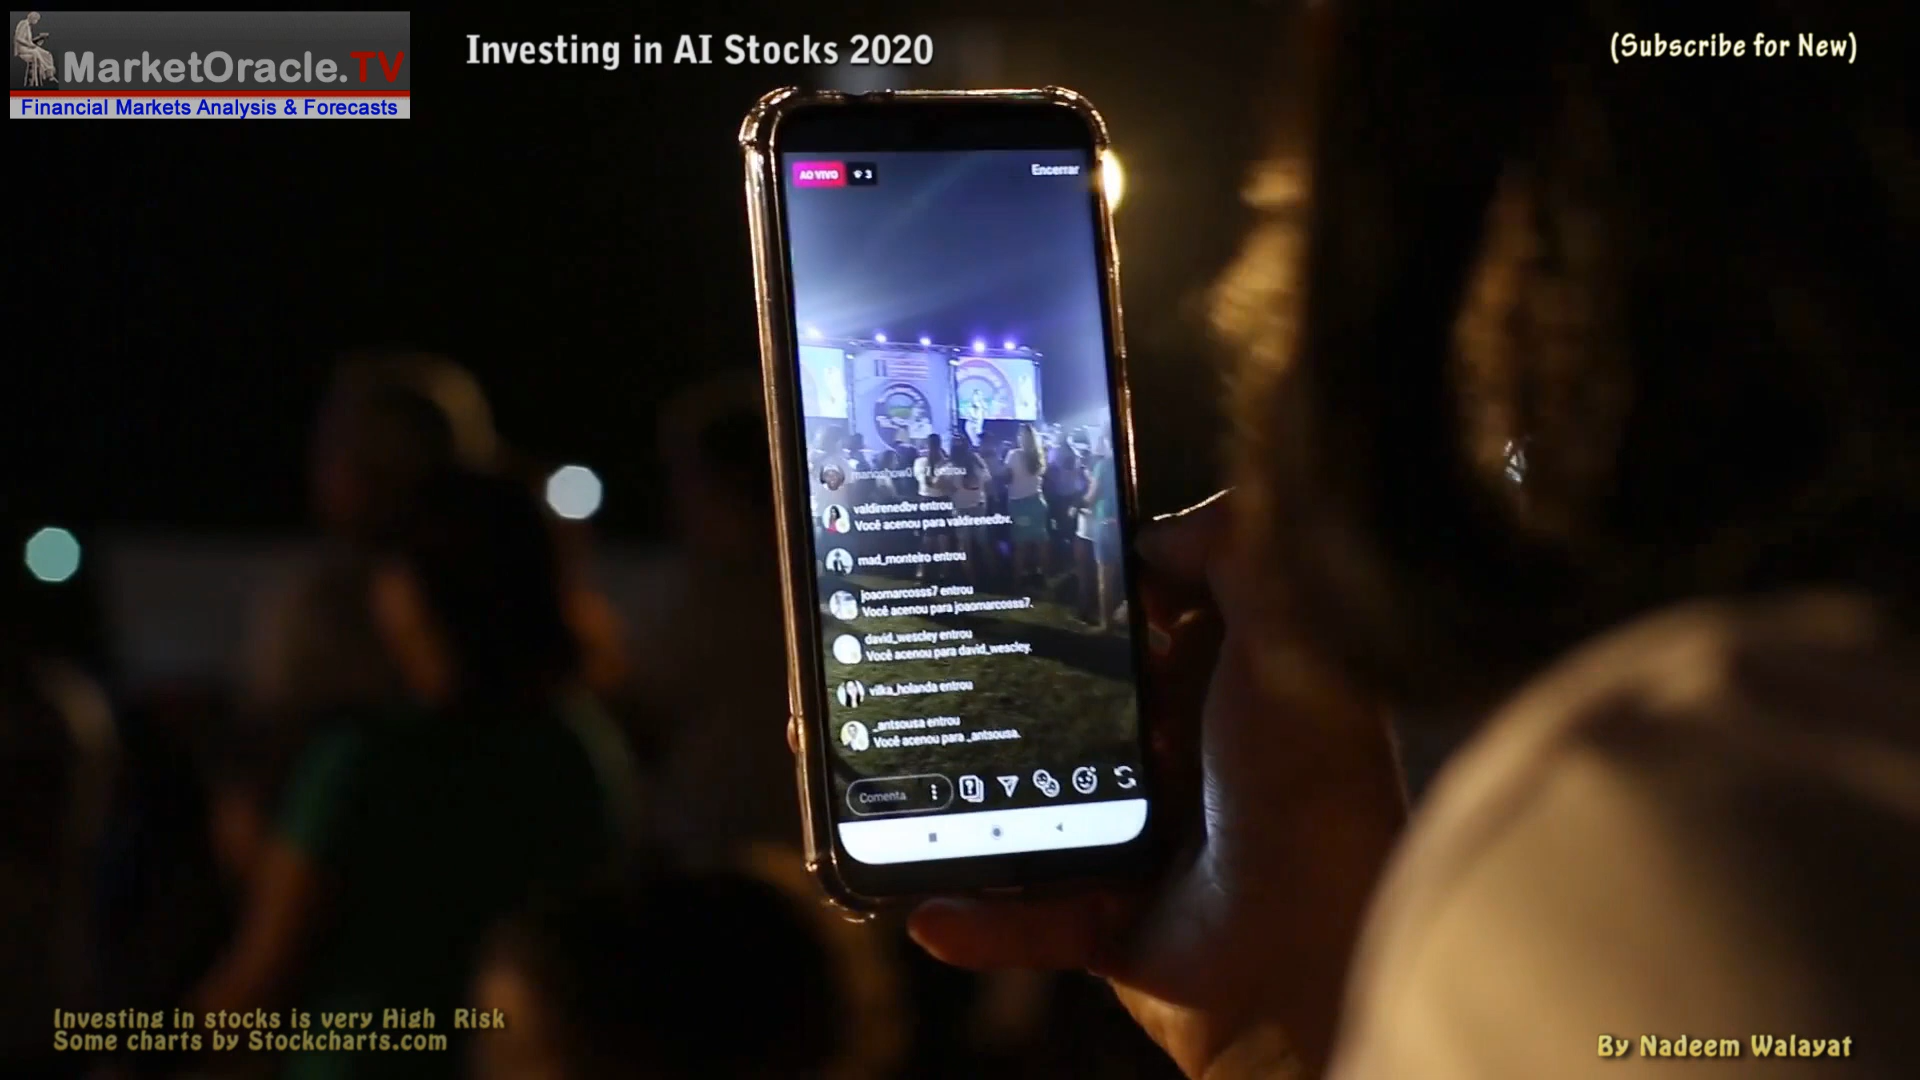 MarketOracle.TV
Financial Markets Analysis & Forecasts
Investing in AI Stocks 2020
(Subscribe for New)
AO VIVO
3
Encerrar
entrou
valdirenedbv entrou
Você acenou para valdirenedbv.
mad_monteiro entrou
joaomarcosss7 entrou
Você acenou para joaomarcosss7.
david_wescley entrou
Você acenou para david_wescley.
vilka_holanda entrou
_antsousa entrou
Você acenou para _antsousa.
Comenta
Investing in stocks is very High Risk
Some charts by Stockcharts.com
By Nadeem Walayat